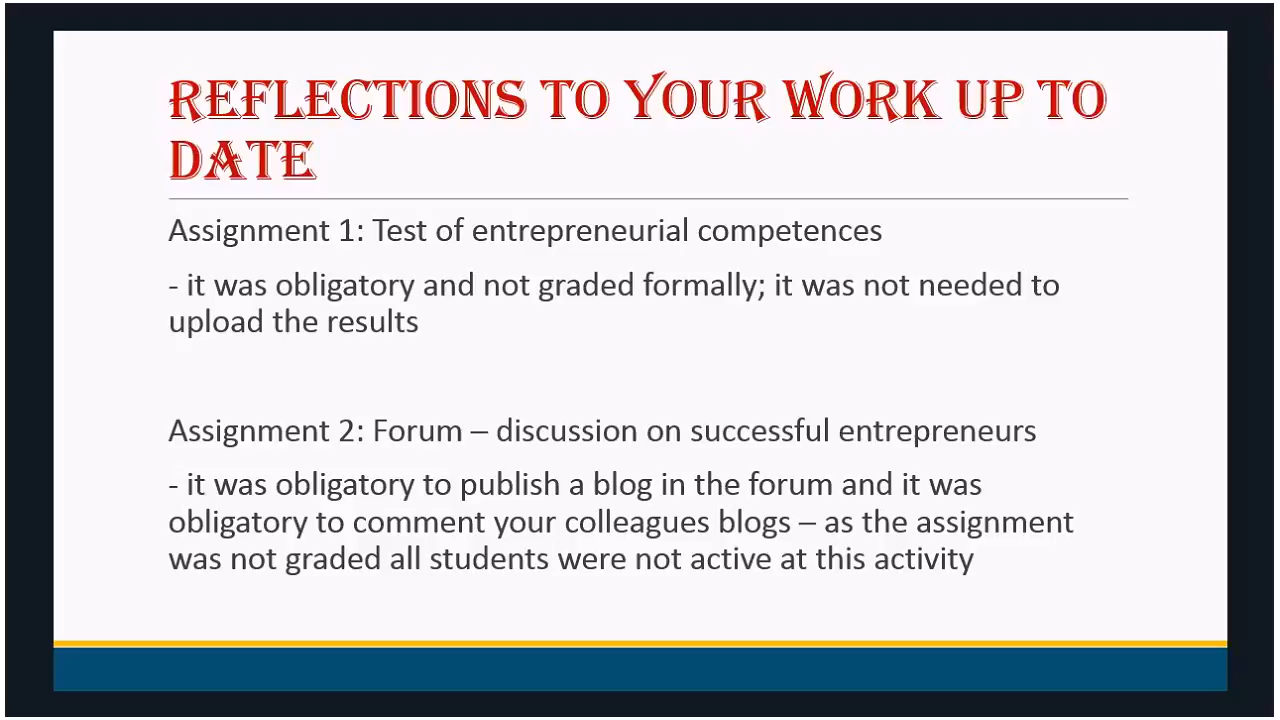 REFLECTIONS TO YOUR WORK UP TO
DATE
Assignment 1: Test of entrepreneurial competences
- it was obligatory and not graded formally; it was not needed to
upload the results
Assignment 2: Forum – discussion on successful entrepreneurs
- it was obligatory to publish a blog in the forum and it was
obligatory to comment your colleagues blogs – as the assignment
was not graded all students were not active at this activity